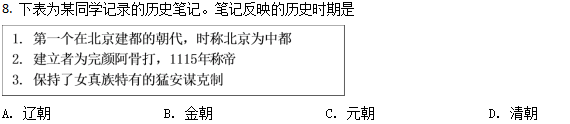 8. 下表为某同学记录的历史笔记。笔记反映的历史时期是
1. 第一个在北京建都的朝代，时称北京为中都
2. 建立者为完颜阿骨打，1115年称帝
3. 保持了女真族特有的猛安谋克制
A. 辽朝 B. 金朝 C. 元朝 D. 清朝